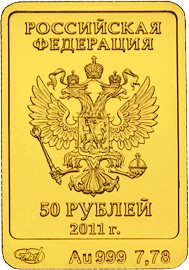 РОССИЙСКАЯ
ФЕДЕРАЦИЯ
50 РУБЛЕЙ
2011 г.
Au 999 7,78